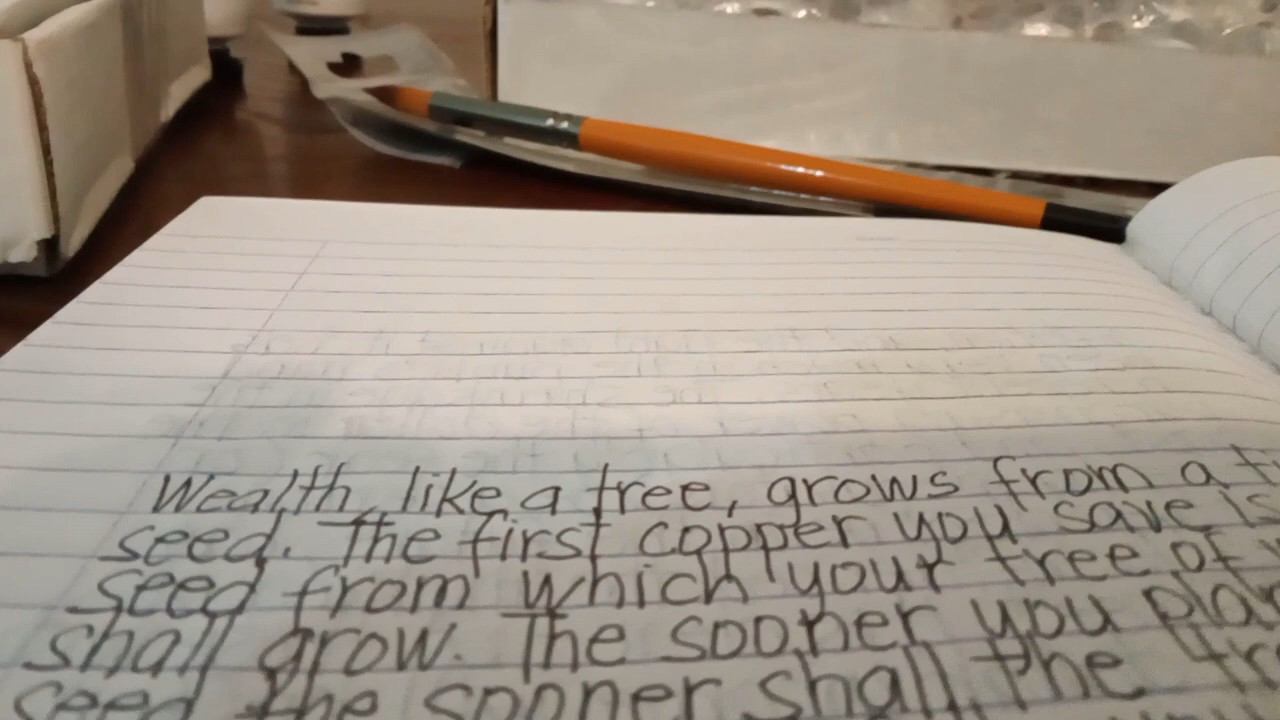 Wealth, like a tree, grows from a
seed. The first copper you save is
seed from which your tree of
shall grow. The sooner you
seed the sooner shall the